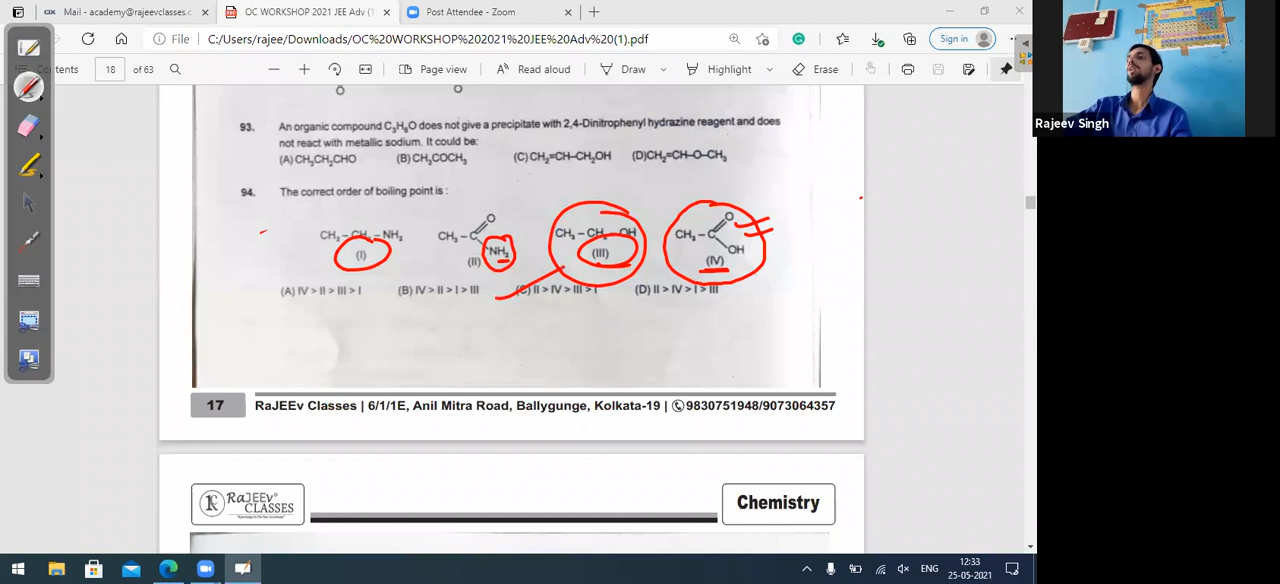 Mail - academy@rajeevclasses.c
OC WORKSHOP 2021 JEE Adv (1
Post Attendee - Zoom
File
C:/Users/rajee/Downloads/OC%20WORKSHOP%202021%20JEE%20Adv%20(1).pdf
Sign in
ntents
18 of 63
Page view
Read aloud
Draw
Highlight
Erase
Rajeev Singh
O O
93. An organic compound C₃H₆O does not give a precipitate with 2,4-Dinitrophenyl hydrazine reagent and does
not react with metallic sodium. It could be:
(A) CH₃CH₂CHO (B) CH₃COCH₃ (C) CH₂=CH–CH₂OH (D) CH₂=CH–O–CH₃
94. The correct order of boiling point is :
CH₃ – CH₂ – NH₂
(I)
CH₃ – C
O
NH₂
(II)
CH₃ – CH₂ – OH
(III)
CH₃ – C
O
OH
(IV)
(A) IV > II > III > I (B) IV > II > I > III (C) II > IV > III > I (D) II > IV > I > III
17
RaJEEv Classes | 6/1/1E, Anil Mitra Road, Ballygunge, Kolkata-19 | 9830751948/9073064357
RaJEEv
CLASSES
Chemistry
ENG
12:33
25-05-2021